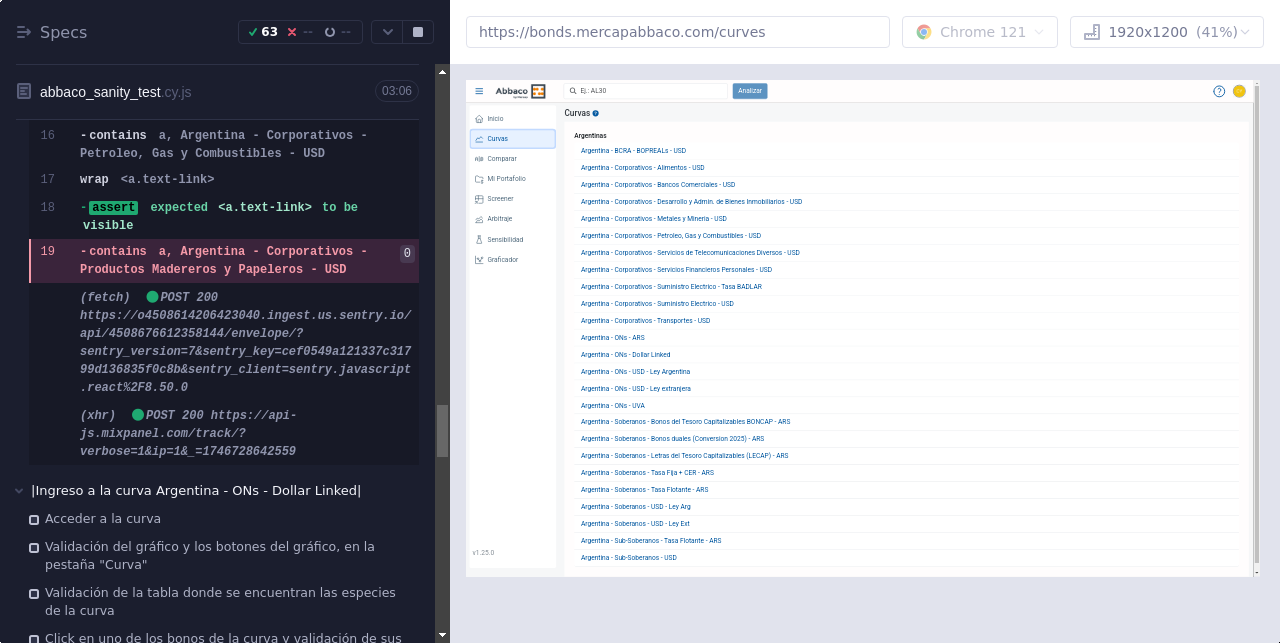 Specs
63
--
--
abbaco_sanity_test.cy.js
03:06
16 -contains a, Argentina - Corporativos -
Petroleo, Gas y Combustibles - USD
17 wrap <a.text-link>
18 -assert expected <a.text-link> to be
visible
19 -contains a, Argentina - Corporativos -
Productos Madereros y Papeleros - USD
0
(fetch) POST 200
https://o4508614206423040.ingest.us.sentry.io/
api/4508676612358144/envelope/?
sentry_version=7&sentry_key=cef0549a121337c317
99d136835f0c8b&sentry_client=sentry.javascript
.react%2F8.50.0
(xhr) POST 200 https://api-
js.mixpanel.com/track/?
verbose=1&ip=1&_=1746728642559
|Ingreso a la curva Argentina - ONs - Dollar Linked|
Acceder a la curva
Validación del gráfico y los botones del gráfico, en la
pestaña "Curva"
Validación de la tabla donde se encuentran las especies
de la curva
Click en uno de los bonos de la curva y validación de sus
https://bonds.mercapabbaco.com/curves
Chrome 121
1920x1200 (41%)
Abbaco
Ej.: AL30
Analizar
Inicio
Curvas
Comparar
Mi Portafolio
Screener
Arbitraje
Sensibilidad
Graficador
v1.25.0
Curvas
Argentinas
Argentina - BCRA - BOPREALs - USD
Argentina - Corporativos - Alimentos - USD
Argentina - Corporativos - Bancos Comerciales - USD
Argentina - Corporativos - Desarrollo y Admin. de Bienes Inmobiliarios - USD
Argentina - Corporativos - Metales y Mineria - USD
Argentina - Corporativos - Petroleo, Gas y Combustibles - USD
Argentina - Corporativos - Servicios de Telecomunicaciones Diversos - USD
Argentina - Corporativos - Servicios Financieros Personales - USD
Argentina - Corporativos - Suministro Electrico - Tasa BADLAR
Argentina - Corporativos - Suministro Electrico - USD
Argentina - Corporativos - Transportes - USD
Argentina - ONs - ARS
Argentina - ONs - Dollar Linked
Argentina - ONs - USD - Ley Argentina
Argentina - ONs - USD - Ley extranjera
Argentina - ONs - UVA
Argentina - Soberanos - Bonos del Tesoro Capitalizables BONCAP - ARS
Argentina - Soberanos - Bonos duales (Conversion 2025) - ARS
Argentina - Soberanos - Letras del Tesoro Capitalizables (LECAP) - ARS
Argentina - Soberanos - Tasa Fija + CER - ARS
Argentina - Soberanos - Tasa Flotante - ARS
Argentina - Soberanos - USD - Ley Arg
Argentina - Soberanos - USD - Ley Ext
Argentina - Sub-Soberanos - Tasa Flotante - ARS
Argentina - Sub-Soberanos - USD